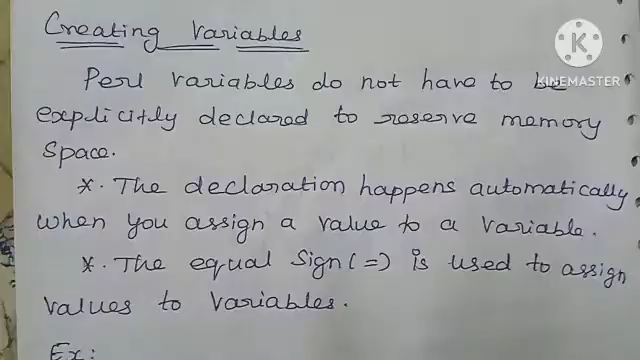 Creating Variables
Perl variables do not have to be
explicitly declared to reserve memory
Space.
*. The declaration happens automatically
when you assign a value to a variable.
*. The equal Sign (=) is used to assign
values to variables.
Ex:
K
KINEMASTER